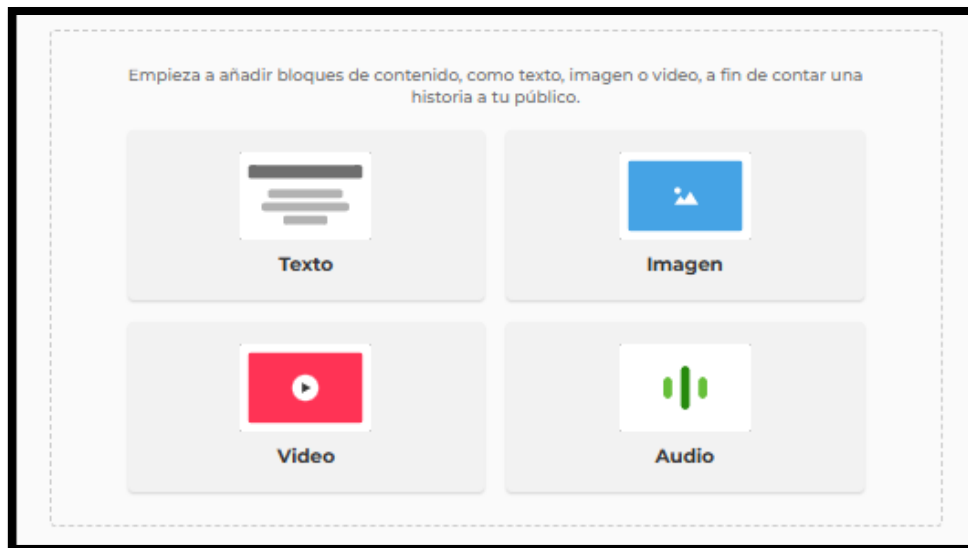 Empieza a añadir bloques de contenido, como texto, imagen o video, a fin de contar una
historia a tu público.
Texto
Imagen
Video
Audio